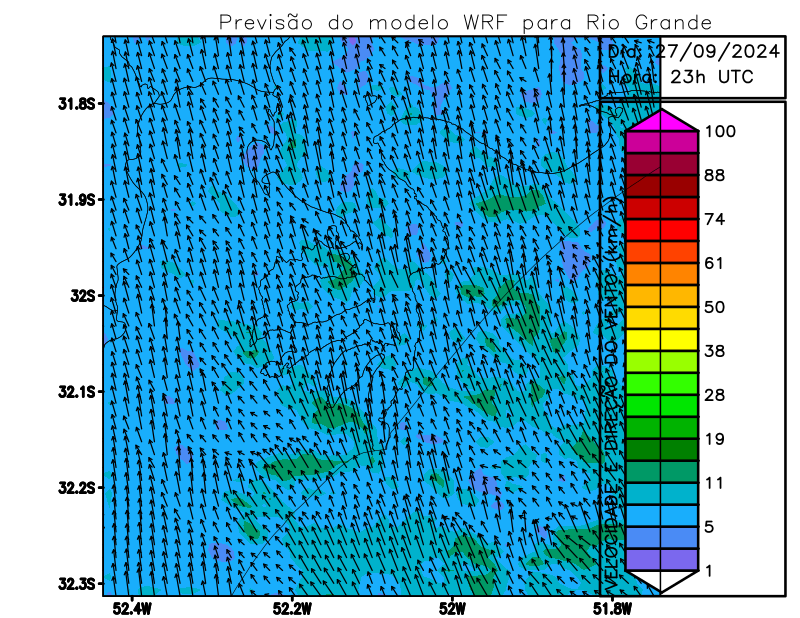 Previsão do modelo WRF para Rio Grande
Dia: 27/09/2024
Hora: 23h UTC
VELOCIDADE E DIREÇÃO DO VENTO (km/h)
100
88
74
61
50
38
28
19
11
5
1
31.8S
31.9S
32S
32.1S
32.2S
32.3S
52.4W
52.2W
52W
51.8W